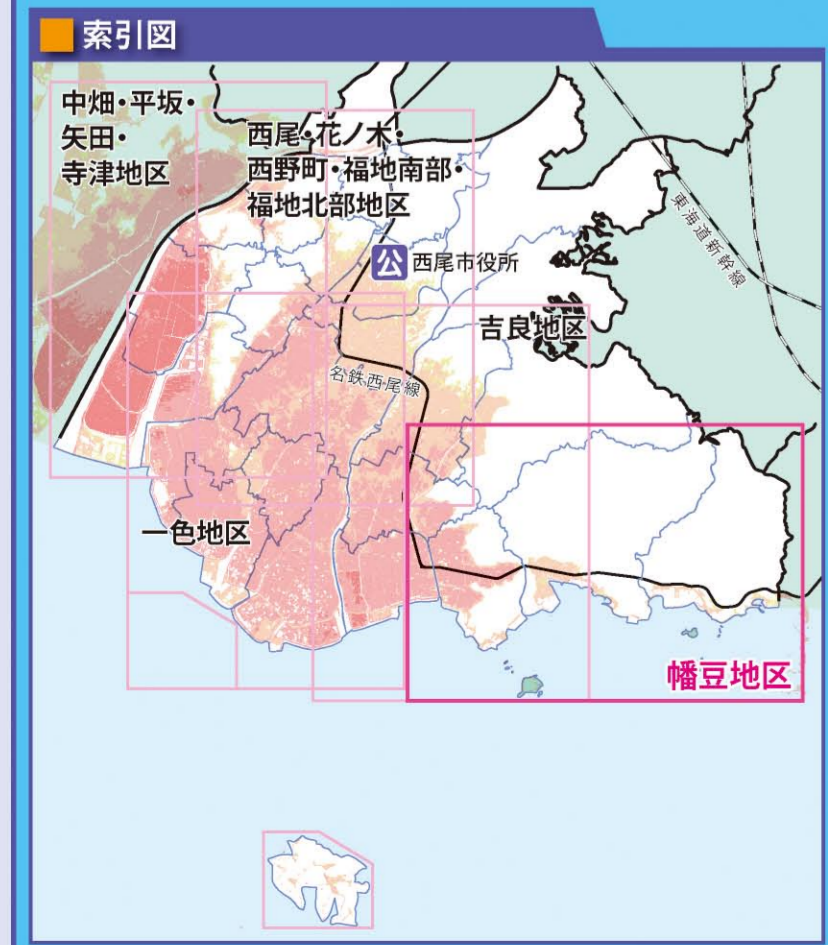 索引図
中畑・平坂・
矢田・
寺津地区
西尾・花ノ木・
西野町・福地南部・
福地北部地区
公 西尾市役所
東海道新幹線
吉良地区
名鉄西尾線
一色地区
幡豆地区